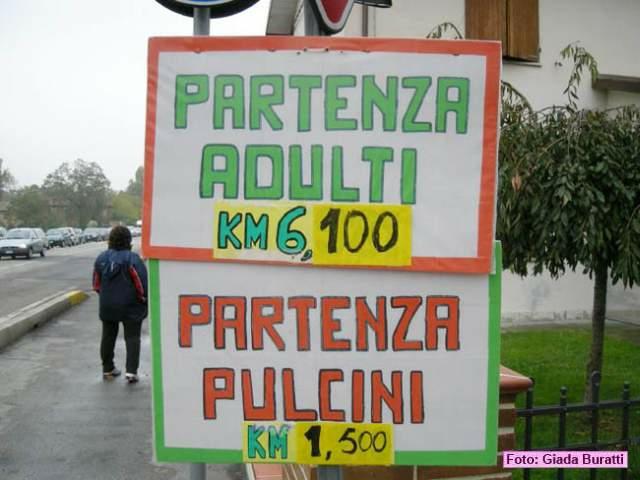 PARTENZA
ADULTI
KM 6,100
PARTENZA
PULCINI
KM 1,500
Foto: Giada Buratti